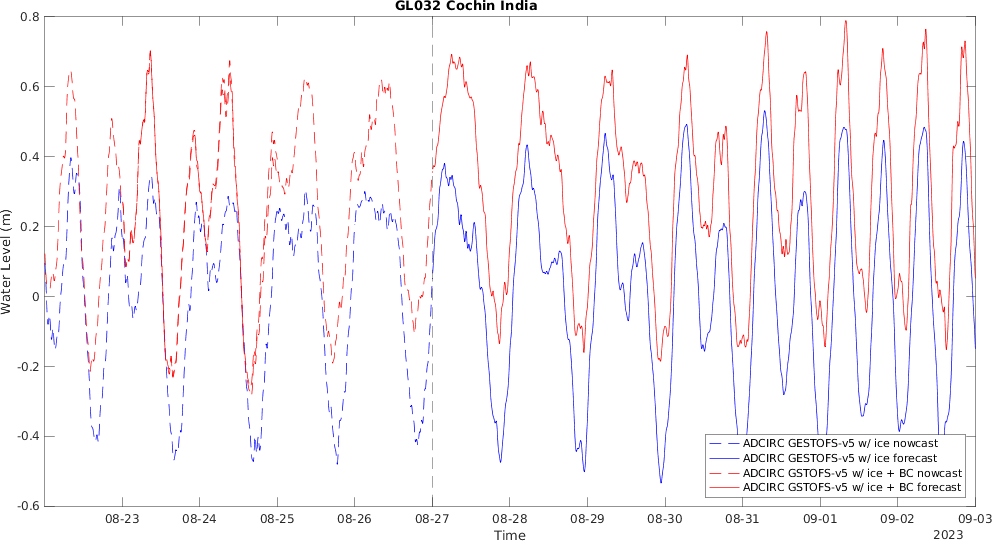 GL032 Cochin India
0.8
0.6
0.4
0.2
0
-0.2
-0.4
-0.6
Water Level (m)
ADCIRC GESTOFS-v5 w/ ice nowcast
ADCIRC GESTOFS-v5 w/ ice forecast
ADCIRC GSTOFS-v5 w/ ice + BC nowcast
ADCIRC GSTOFS-v5 w/ ice + BC forecast
08-23 08-24 08-25 08-26 08-27 08-28 08-29 08-30 08-31 09-01 09-02 09-03
Time
2023